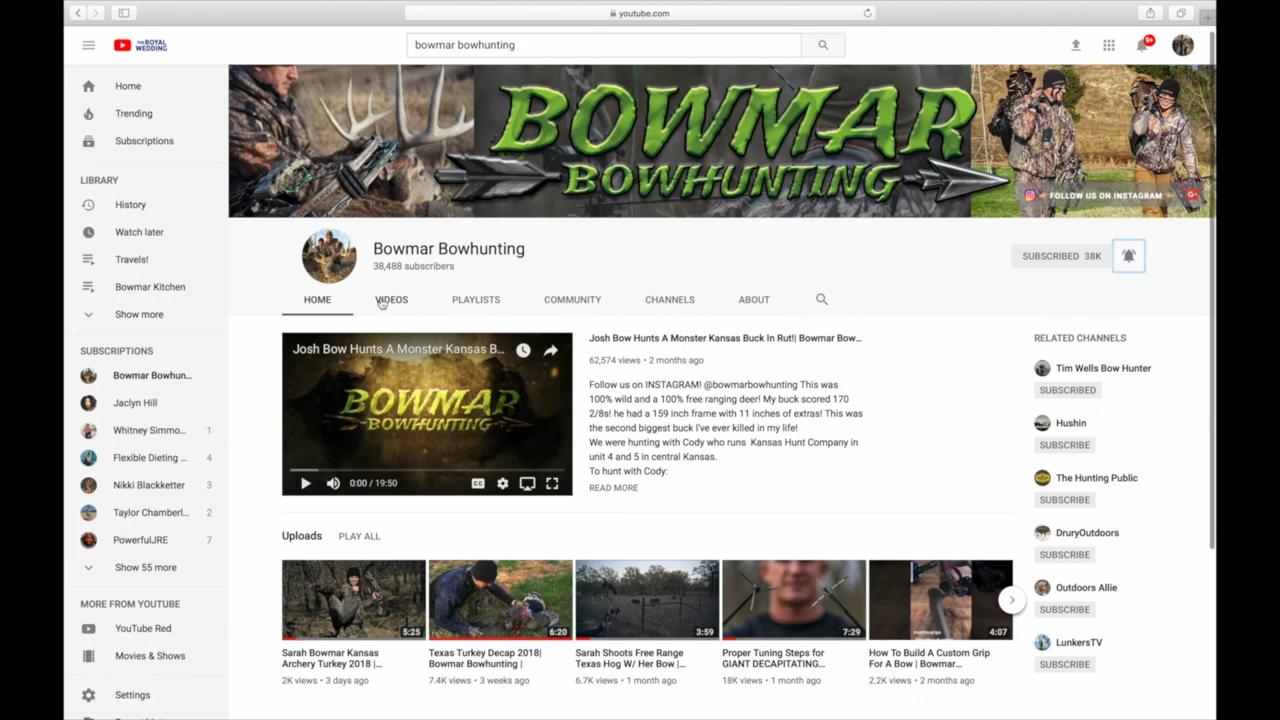 youtube.com
THE ROYAL WEDDING
bowmar bowhunting
9+
Home
Trending
Subscriptions
LIBRARY
History
Watch later
Travels!
Bowmar Kitchen
Show more
SUBSCRIPTIONS
Bowmar Bowhun...
Jaclyn Hill
Whitney Simmo... 1
Flexible Dieting ... 4
Nikki Blackketter 3
Taylor Chamberl... 2
PowerfulJRE 7
Show 55 more
MORE FROM YOUTUBE
YouTube Red
Movies & Shows
Settings
BOWMAR
BOWHUNTING
FOLLOW US ON INSTAGRAM
G+
Bowmar Bowhunting
38,488 subscribers
SUBSCRIBED 38K
HOME VIDEOS PLAYLISTS COMMUNITY CHANNELS ABOUT
Josh Bow Hunts A Monster Kansas B...
BOWMAR
BOWHUNTING
0:00 / 19:50
CC
Josh Bow Hunts A Monster Kansas Buck In Rut!| Bowmar Bow...
62,574 views • 2 months ago
Follow us on INSTAGRAM! @bowmarbowhunting This was
100% wild and a 100% free ranging deer! My buck scored 170
2/8s! he had a 159 inch frame with 11 inches of extras! This was
the second biggest buck I've ever killed in my life!
We were hunting with Cody who runs Kansas Hunt Company in
unit 4 and 5 in central Kansas.
To hunt with Cody:
READ MORE
RELATED CHANNELS
Tim Wells Bow Hunter
SUBSCRIBED
Hushin
SUBSCRIBE
The Hunting Public
SUBSCRIBE
DruryOutdoors
SUBSCRIBE
Outdoors Allie
SUBSCRIBE
LunkersTV
SUBSCRIBE
Uploads PLAY ALL
5:25
Sarah Bowmar Kansas
Archery Turkey 2018 |...
2K views • 3 days ago
6:20
Texas Turkey Decap 2018|
Bowmar Bowhunting |
7.4K views • 3 weeks ago
3:59
Sarah Shoots Free Range
Texas Hog W/ Her Bow |...
6.7K views • 1 month ago
7:29
Proper Tuning Steps for
GIANT DECAPITATING...
18K views • 1 month ago
4:07
How To Build A Custom Grip
For A Bow | Bowmar...
2.2K views • 2 months ago